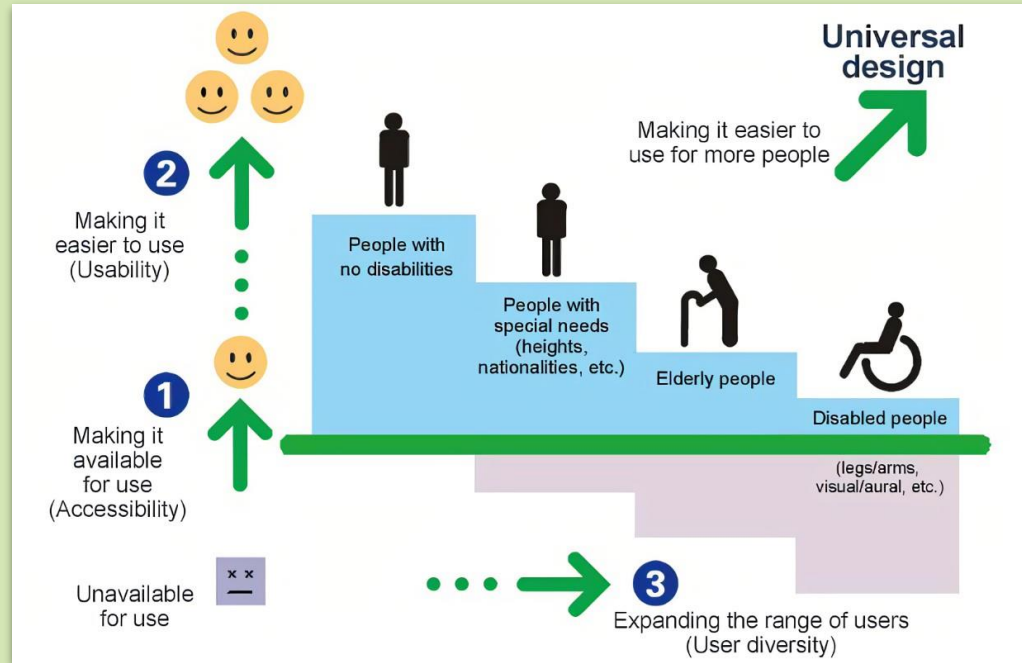 Universal
design
Making it easier to
use for more people
2
Making it
easier to use
(Usability)
People with
no disabilities
People with
special needs
(heights,
nationalities, etc.)
Elderly people
Disabled people
(legs/arms,
visual/aural, etc.)
1
Making it
available
for use
(Accessibility)
Unavailable
for use
x x
3
Expanding the range of users
(User diversity)